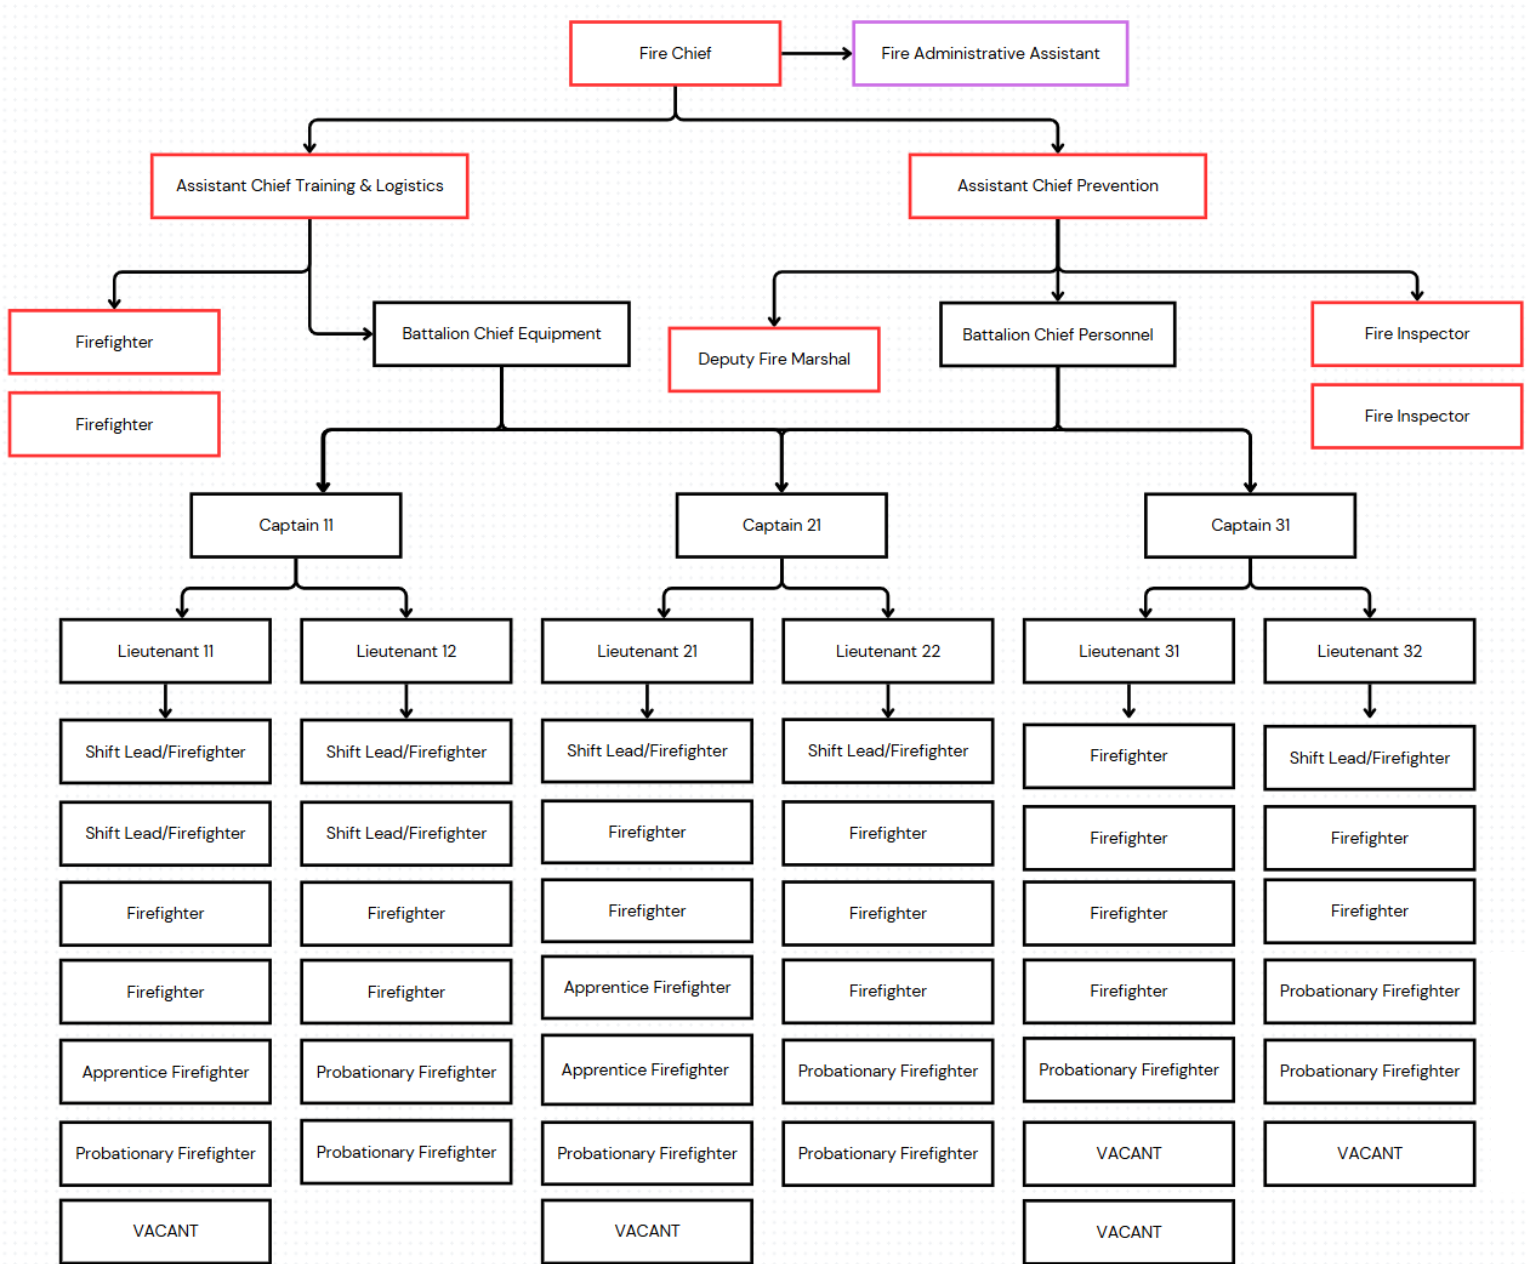 Fire Chief
Fire Administrative Assistant
Assistant Chief Training & Logistics
Assistant Chief Prevention
Firefighter
Firefighter
Battalion Chief Equipment
Deputy Fire Marshal
Battalion Chief Personnel
Fire Inspector
Fire Inspector
Captain 11
Captain 21
Captain 31
Lieutenant 11
Lieutenant 12
Lieutenant 21
Lieutenant 22
Lieutenant 31
Lieutenant 32
Shift Lead/Firefighter
Shift Lead/Firefighter
Firefighter
Firefighter
Apprentice Firefighter
Probationary Firefighter
VACANT
Shift Lead/Firefighter
Shift Lead/Firefighter
Firefighter
Firefighter
Probationary Firefighter
Probationary Firefighter
Shift Lead/Firefighter
Firefighter
Firefighter
Apprentice Firefighter
Apprentice Firefighter
Probationary Firefighter
VACANT
Shift Lead/Firefighter
Firefighter
Firefighter
Firefighter
Probationary Firefighter
Probationary Firefighter
Firefighter
Firefighter
Firefighter
Firefighter
Probationary Firefighter
VACANT
VACANT
Shift Lead/Firefighter
Firefighter
Firefighter
Probationary Firefighter
Probationary Firefighter
VACANT